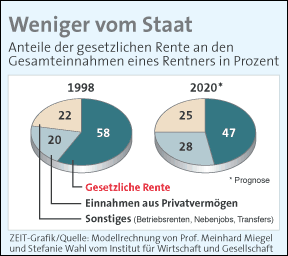 Weniger vom Staat
Anteile der gesetzlichen Rente an den
Gesamteinnahmen eines Rentners in Prozent
1998
2020*
22
58
20
25
47
28
* Prognose
Gesetzliche Rente
Einnahmen aus Privatvermögen
Sonstiges (Betriebsrenten, Nebenjobs, Transfers)
ZEIT-Grafik/Quelle: Modellrechnung von Prof. Meinhard Miegel
und Stefanie Wahl vom Institut für Wirtschaft und Gesellschaft